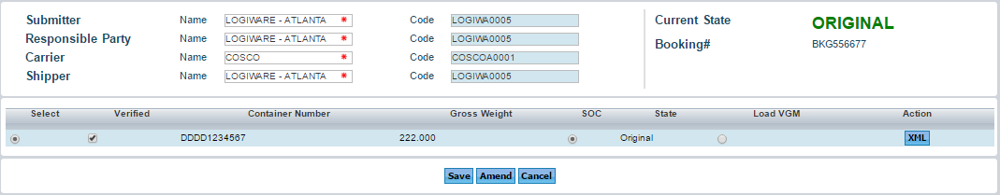 Submitter Name LOGIWARE - ATLANTA * Code LOGIWA0005 Current State ORIGINAL
Responsible Party Name LOGIWARE - ATLANTA * Code LOGIWA0005 Booking# BKG556677
Carrier Name COSCO * Code COSCOA0001
Shipper Name LOGIWARE - ATLANTA * Code LOGIWA0005
Select Verified Container Number Gross Weight SOC State Load VGM Action
DDDD1234567 222.000 Original XML
Save Amend Cancel